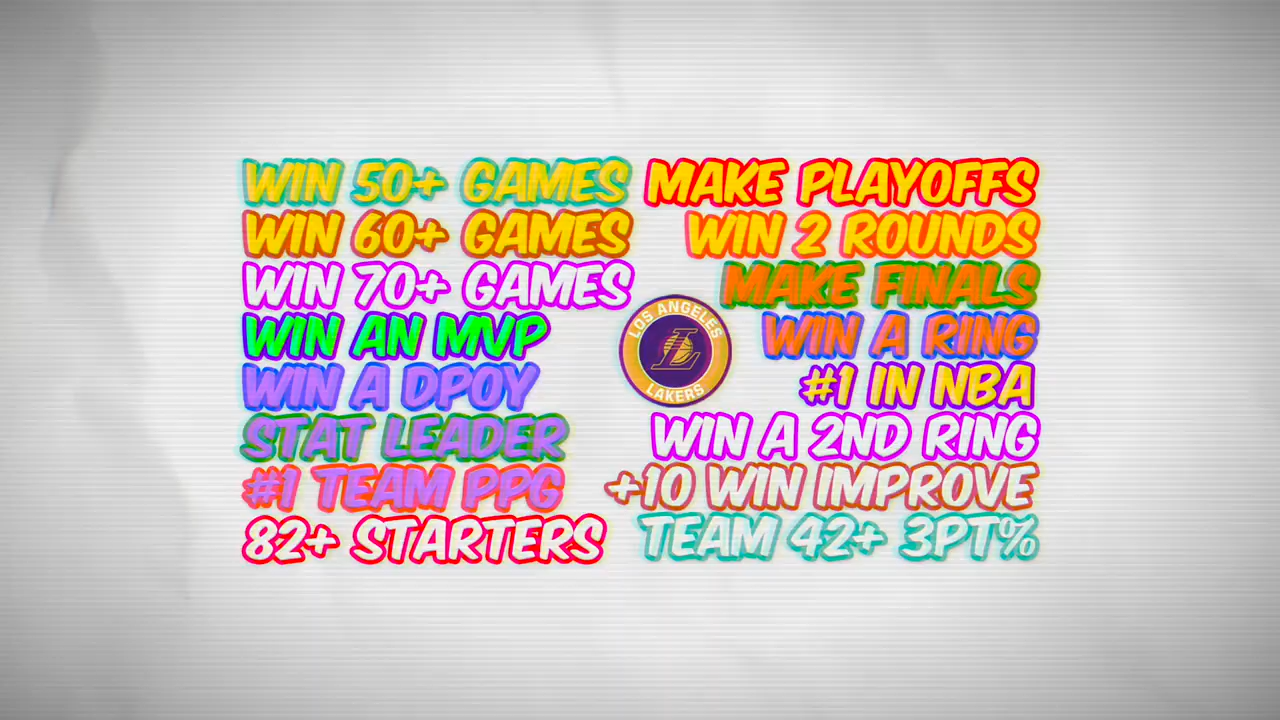 WIN 50+ GAMES
WIN 60+ GAMES
WIN 70+ GAMES
WIN AN MVP
WIN A DPOY
STAT LEADER
#1 TEAM PPG
82+ STARTERS
LOS ANGELES
L
LAKERS
MAKE PLAYOFFS
WIN 2 ROUNDS
MAKE FINALS
WIN A RING
#1 IN NBA
WIN A 2ND RING
+10 WIN IMPROVE
TEAM 42+ 3PT%